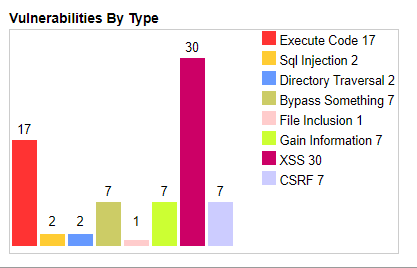 Vulnerabilities By Type
17
2
2
7
1
7
30
7
Execute Code 17
Sql Injection 2
Directory Traversal 2
Bypass Something 7
File Inclusion 1
Gain Information 7
XSS 30
CSRF 7